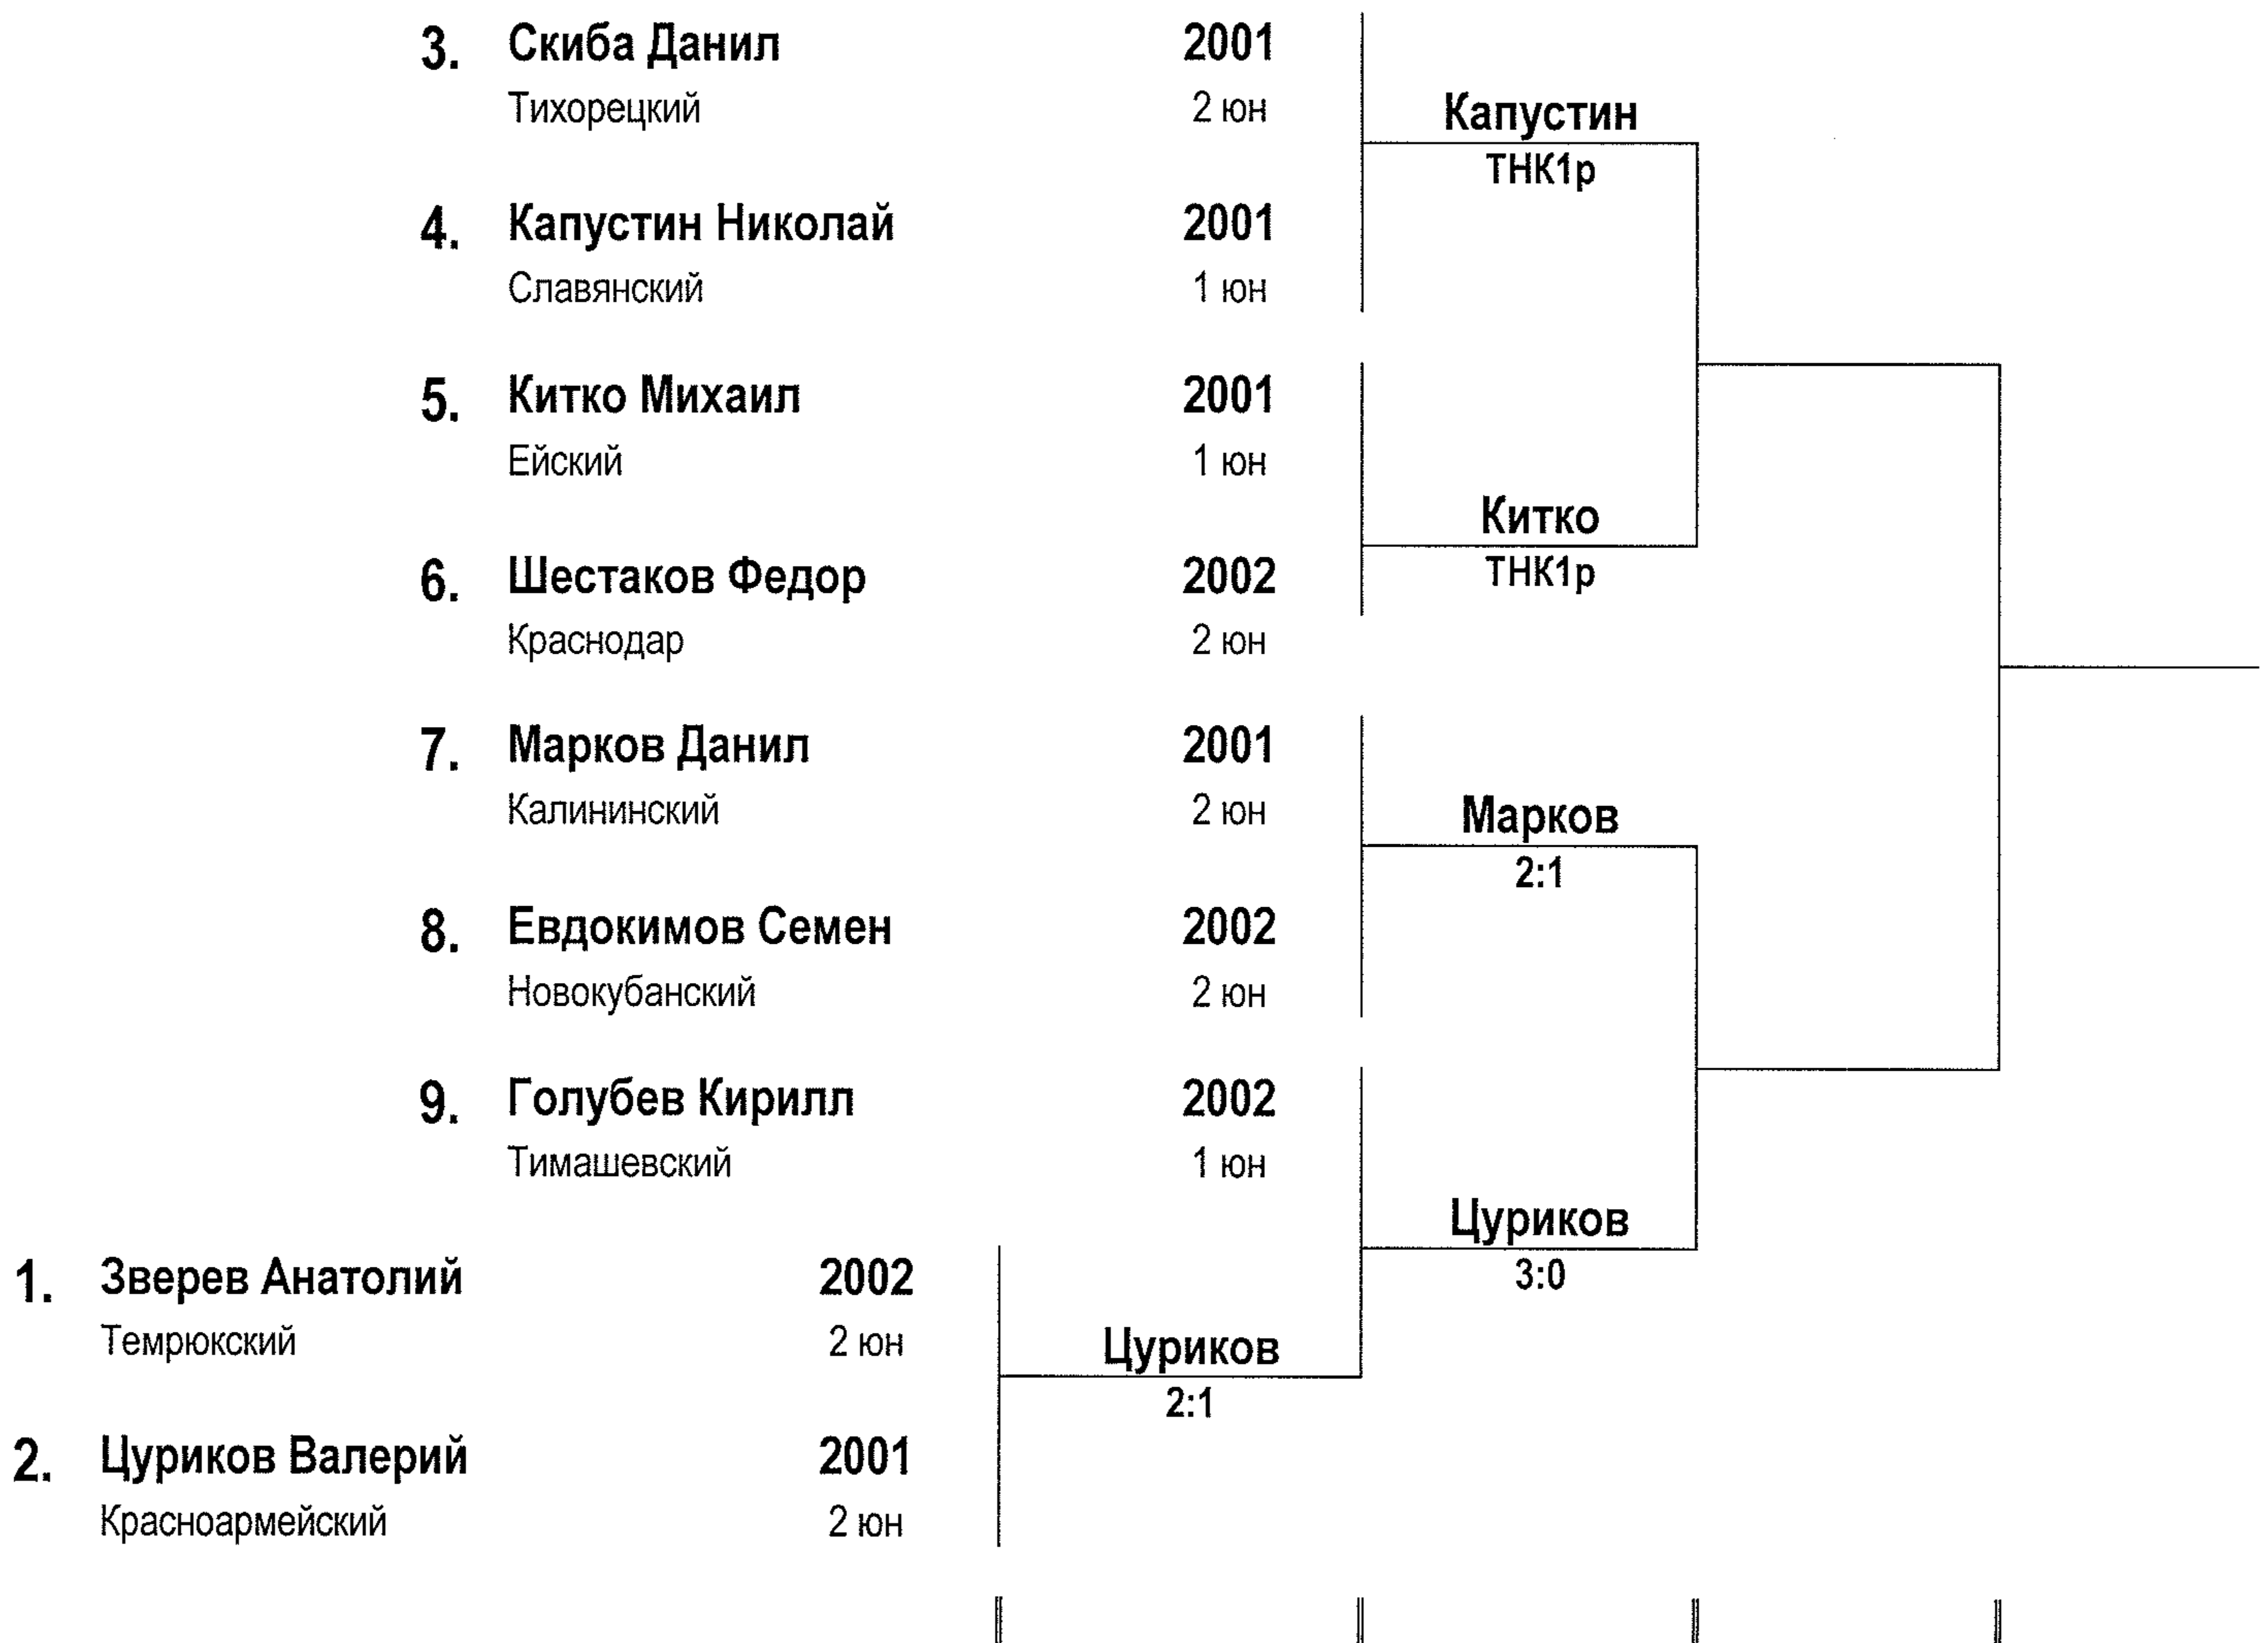 3. Скиба Данил 2001
Тихорецкий 2 юн
Капустин
ТНК1р
4. Капустин Николай 2001
Славянский 1 юн
5. Китко Михаил 2001
Ейский 1 юн
Китко
ТНК1р
6. Шестаков Федор 2002
Краснодар 2 юн
7. Марков Данил 2001
Калининский 2 юн
Марков
2:1
8. Евдокимов Семен 2002
Новокубанский 2 юн
9. Голубев Кирилл 2002
Тимашевский 1 юн
Цуриков
3:0
1. Зверев Анатолий 2002
Темрюкский 2 юн
Цуриков
2:1
2. Цуриков Валерий 2001
Красноармейский 2 юн